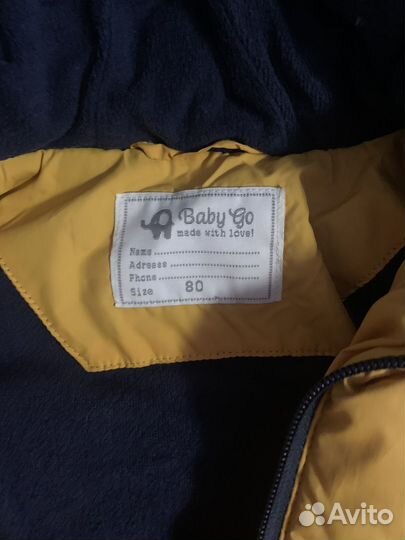 Baby Go
made with love!
Name
Adress
Phone
Size 80
Avito